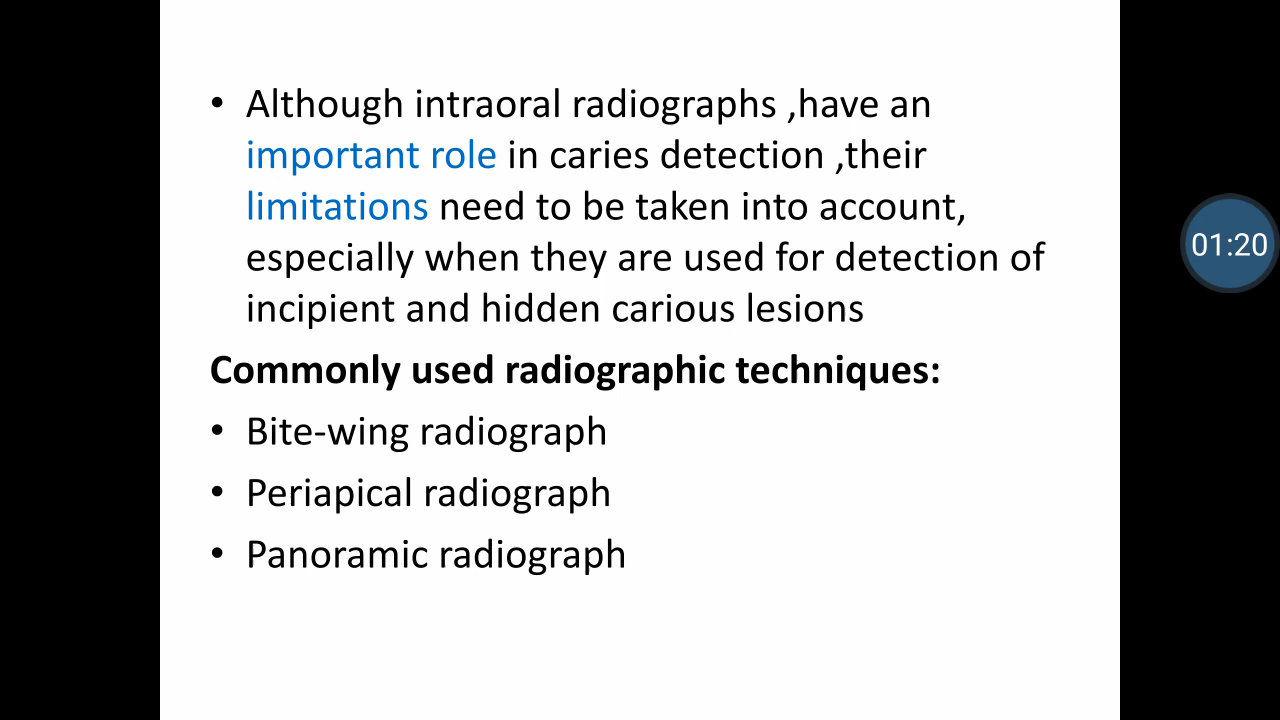 • Although intraoral radiographs ,have an
important role in caries detection ,their
limitations need to be taken into account,
especially when they are used for detection of
incipient and hidden carious lesions
Commonly used radiographic techniques:
• Bite-wing radiograph
• Periapical radiograph
• Panoramic radiograph
01:20